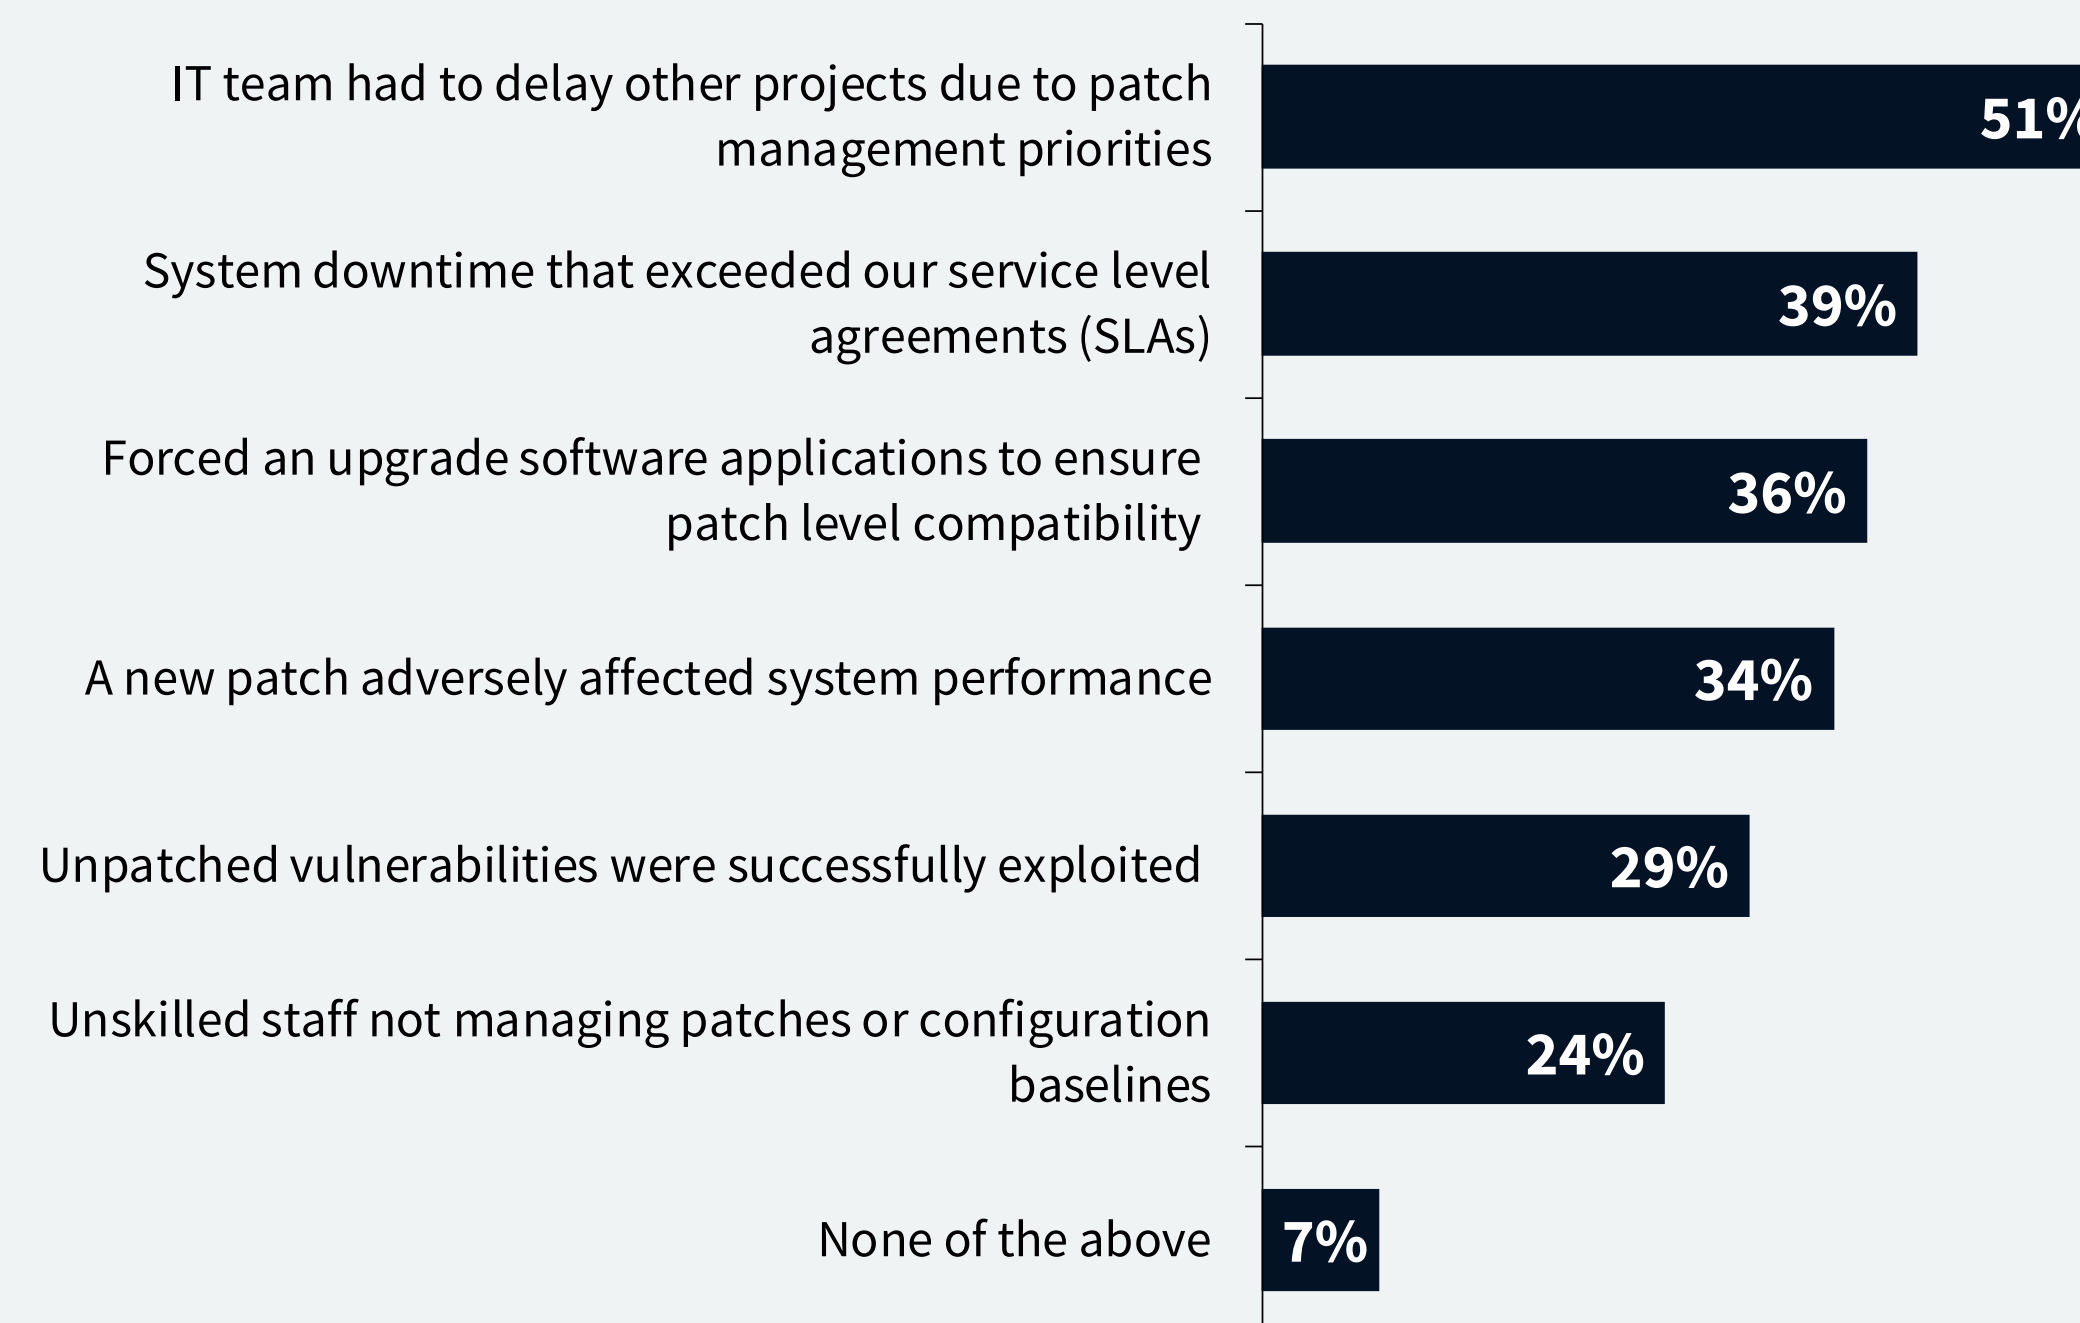 IT team had to delay other projects due to patch
management priorities
51%
System downtime that exceeded our service level
agreements (SLAs)
39%
Forced an upgrade software applications to ensure
patch level compatibility
36%
A new patch adversely affected system performance
34%
Unpatched vulnerabilities were successfully exploited
29%
Unskilled staff not managing patches or configuration
baselines
24%
None of the above
7%